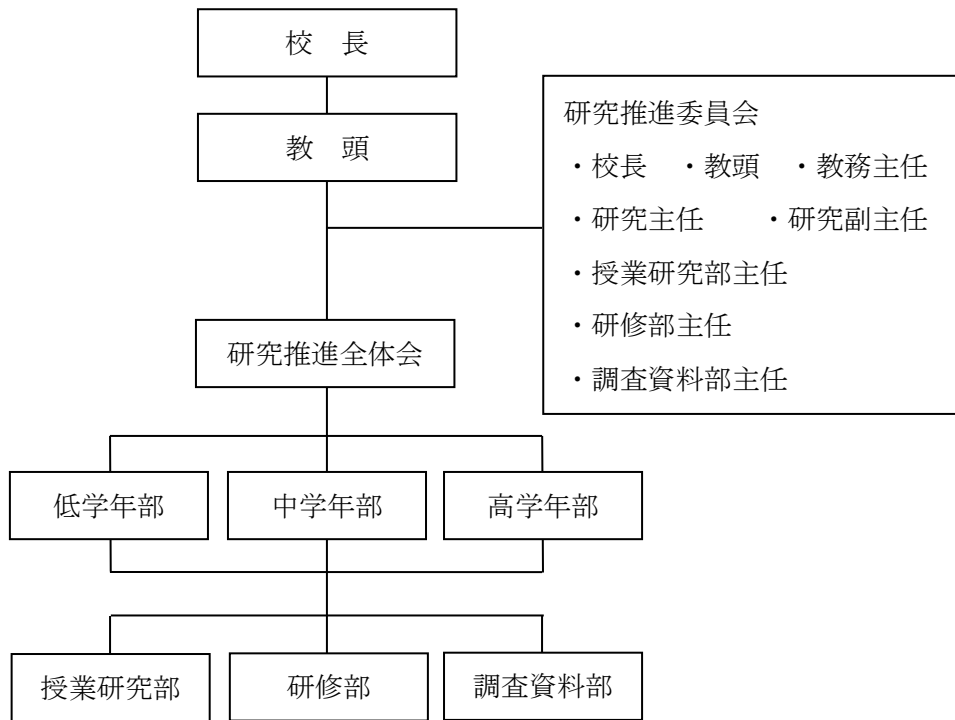 校　長
教　頭
研究推進委員会
・校長　・教頭　・教務主任
・研究主任　　・研究副主任
・授業研究部主任
・研修部主任
・調査資料部主任
研究推進全体会
低学年部　中学年部　高学年部
授業研究部　研修部　調査資料部